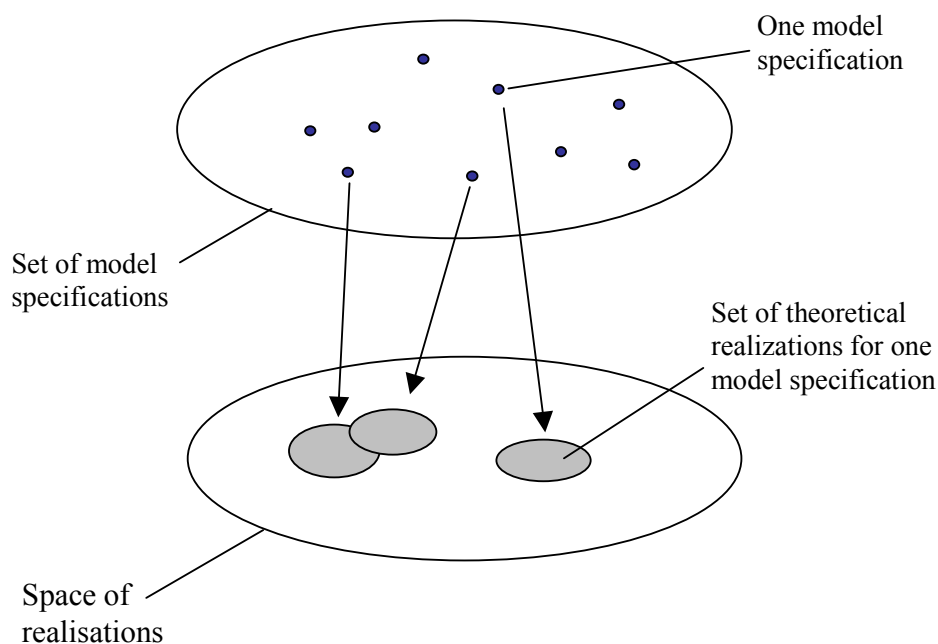 One model
specification
Set of model
specifications
Set of theoretical
realizations for one
model specification
Space of
realisations